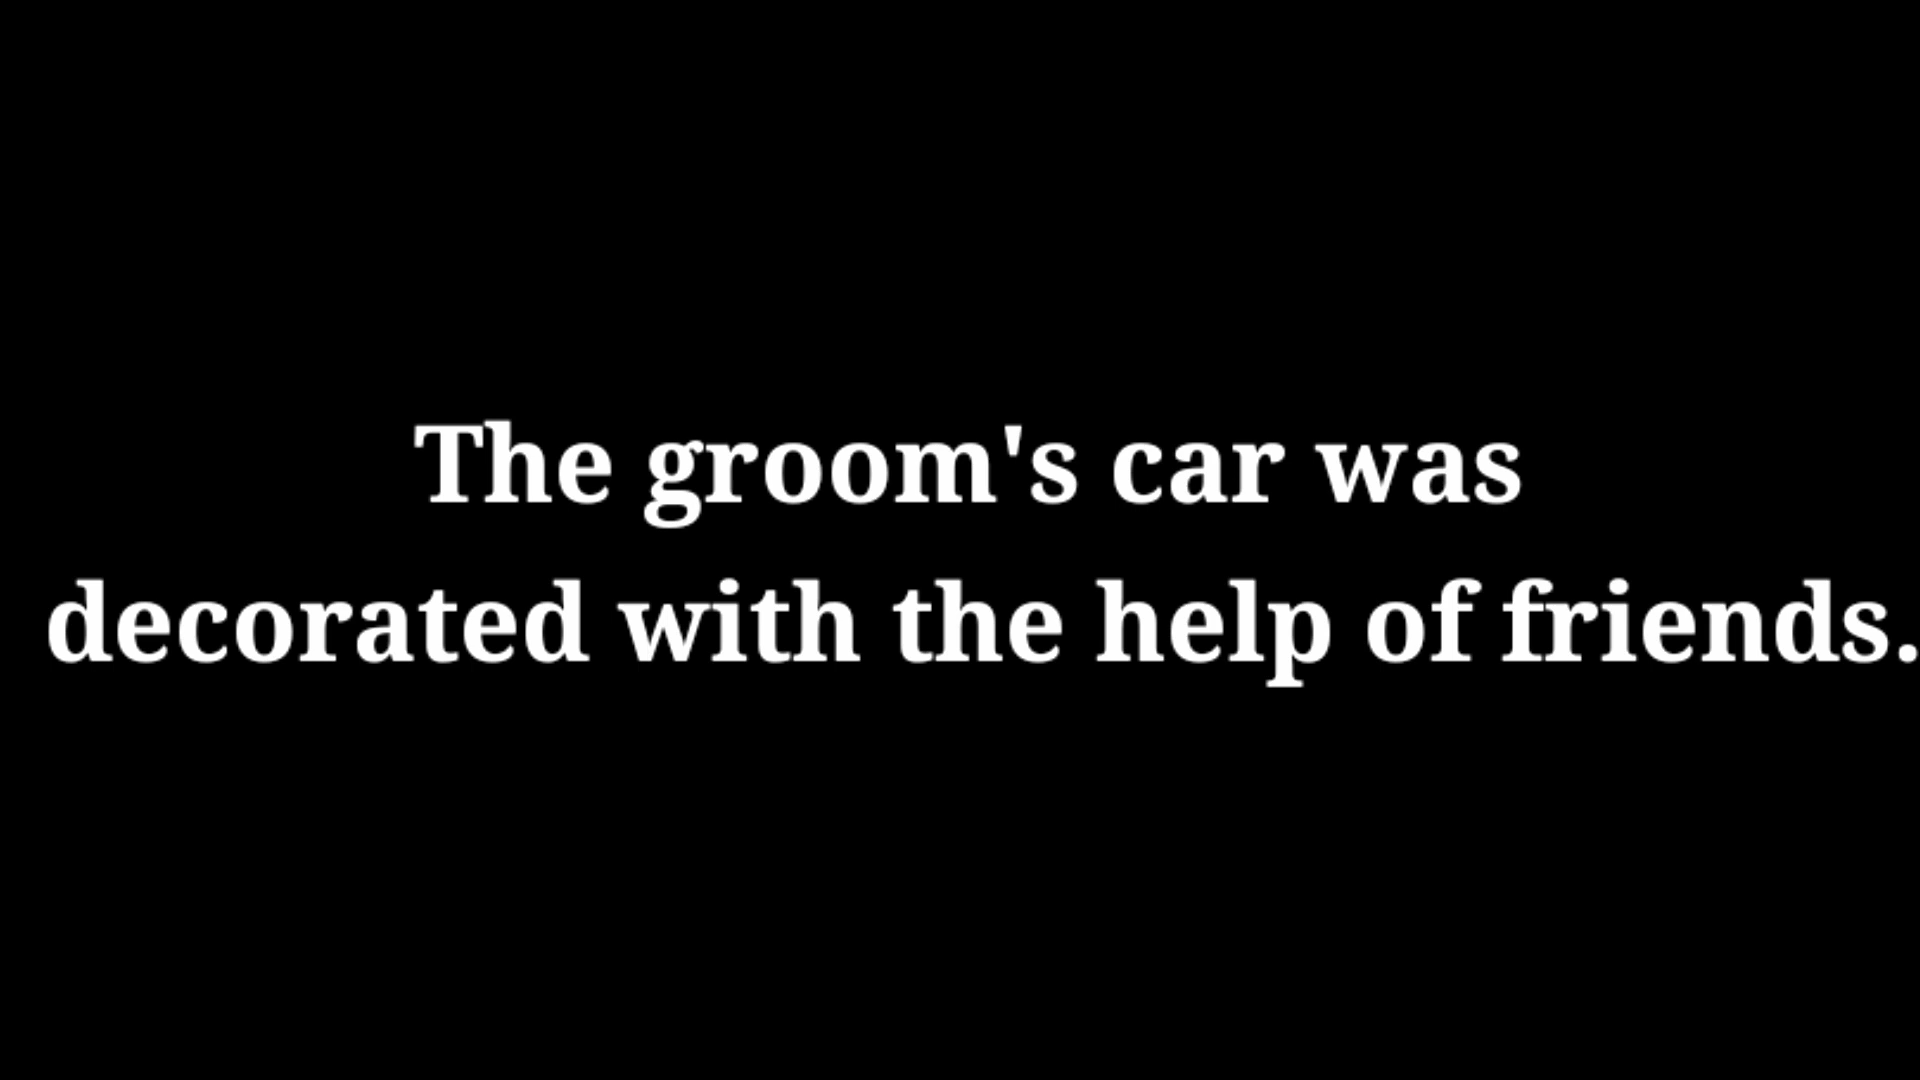 The groom's car was
decorated with the help of friends.